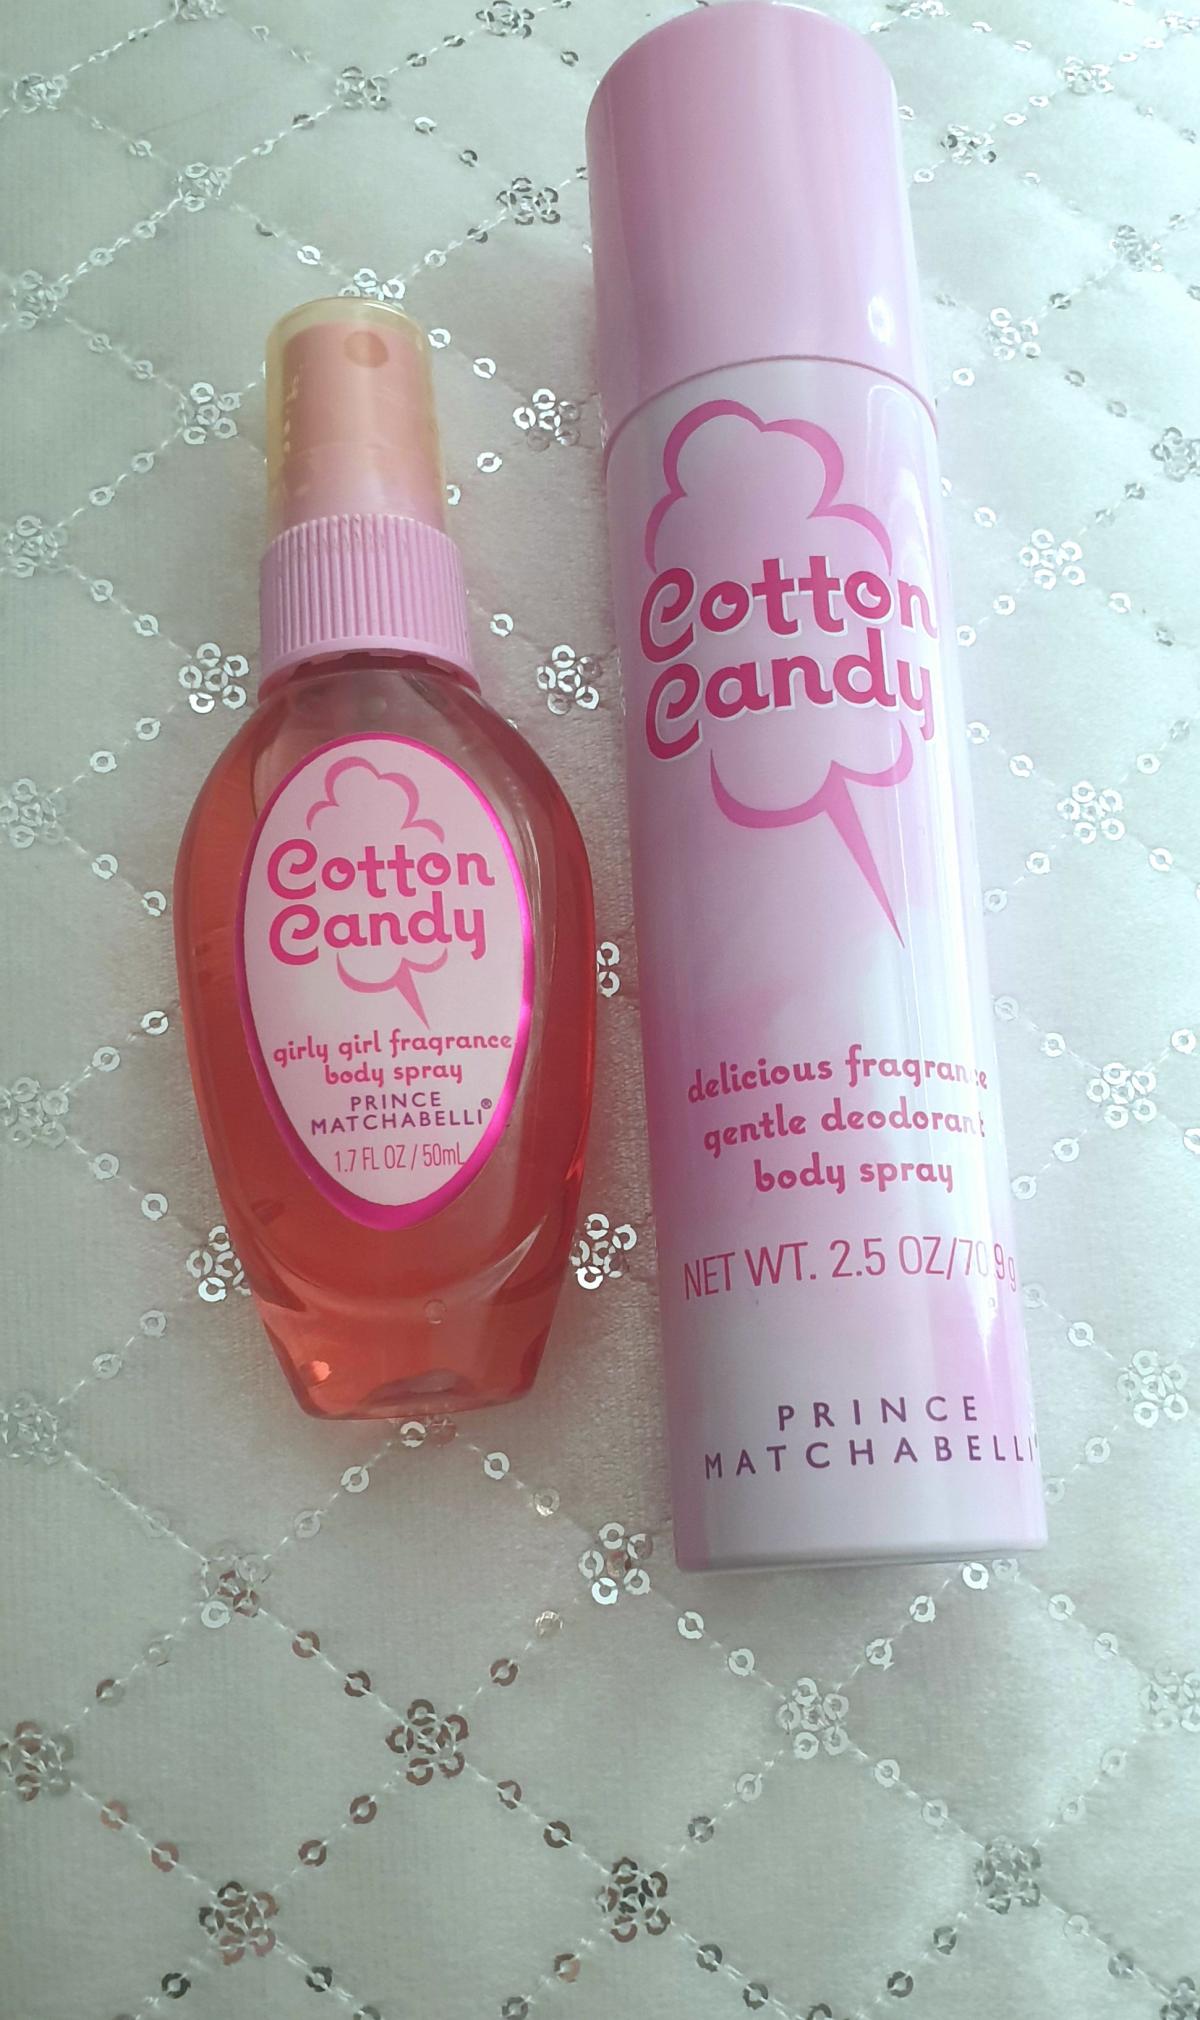 Cotton
Candy
girly girl fragrance
body spray
PRINCE
MATCHABELLI®
1.7 FL OZ / 50mL
Cotton
Candy
delicious fragrance
gentle deodorant
body spray
NET WT. 2.5 OZ/70.9g
PRINCE
MATCHABELLI